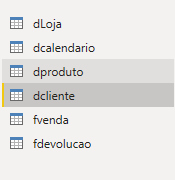 dLoja
dcalendario
dproduto
dcliente
fvenda
fdevolucao